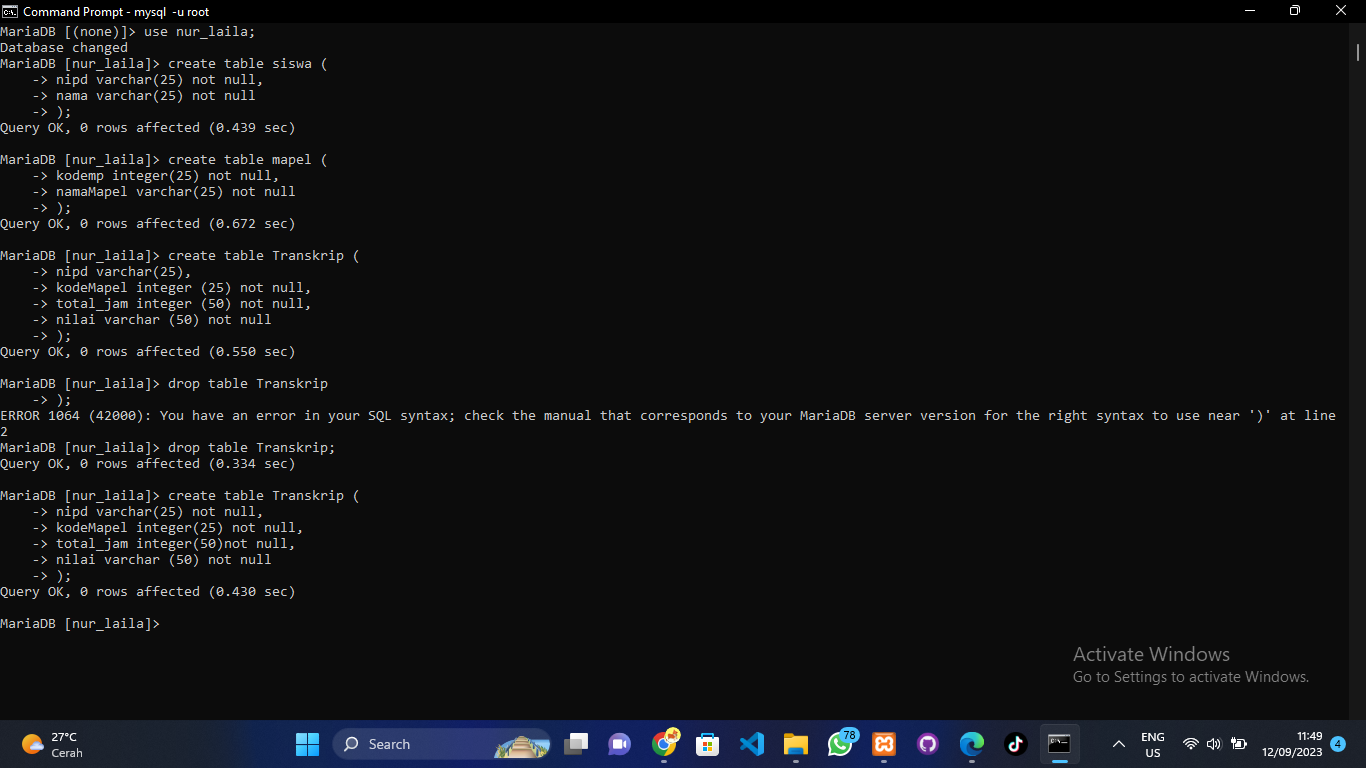 Command Prompt - mysql -u root
MariaDB [(none)]> use nur_laila;
Database changed
MariaDB [nur_laila]> create table siswa (
    -> nipd varchar(25) not null,
    -> nama varchar(25) not null
    -> );
Query OK, 0 rows affected (0.439 sec)

MariaDB [nur_laila]> create table mapel (
    -> kodemp integer(25) not null,
    -> namaMapel varchar(25) not null
    -> );
Query OK, 0 rows affected (0.672 sec)

MariaDB [nur_laila]> create table Transkrip (
    -> nipd varchar(25),
    -> kodeMapel integer (25) not null,
    -> total_jam integer (50) not null,
    -> nilai varchar (50) not null
    -> );
Query OK, 0 rows affected (0.550 sec)

MariaDB [nur_laila]> drop table Transkrip
    -> );
ERROR 1064 (42000): You have an error in your SQL syntax; check the manual that corresponds to your MariaDB server version for the right syntax to use near ')' at line
2
MariaDB [nur_laila]> drop table Transkrip;
Query OK, 0 rows affected (0.334 sec)

MariaDB [nur_laila]> create table Transkrip (
    -> nipd varchar(25) not null,
    -> kodeMapel integer(25) not null,
    -> total_jam integer(50)not null,
    -> nilai varchar (50) not null
    -> );
Query OK, 0 rows affected (0.430 sec)

MariaDB [nur_laila]>
Activate Windows
Go to Settings to activate Windows.
27°C
Cerah
Search
78
ENG
US
11:49
12/09/2023
4